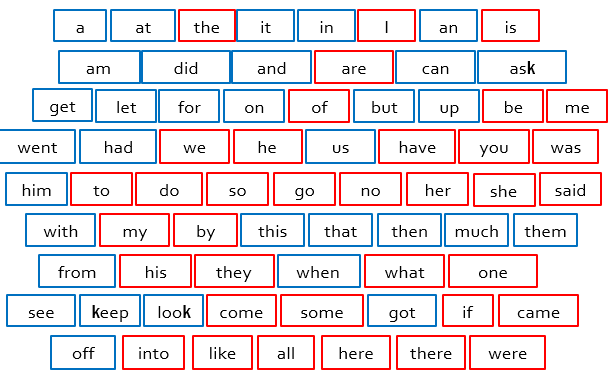 a at the it in I an is
am did and are can ask
get let for on of but up be me
went had we he us have you was
him to do so go no her she said
with my by this that then much them
from his they when what one
see keep look come some got if came
off into like all here there were